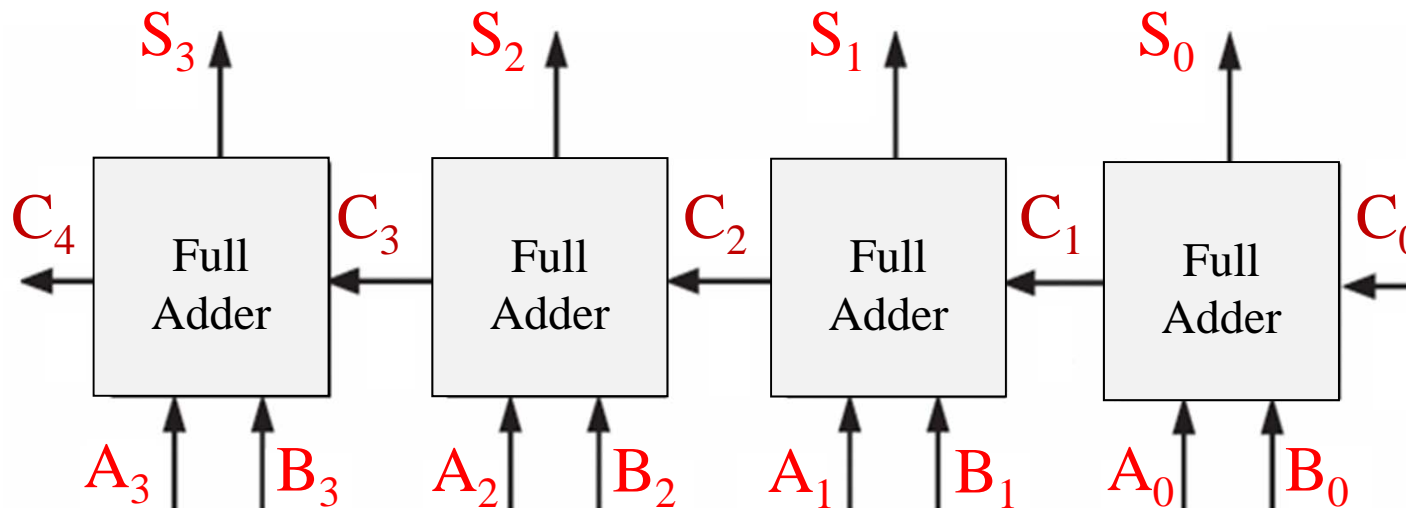 S₃ S₂ S₁ S₀
C₄ C₃ C₂ C₁ C₀
Full Full Full Full
Adder Adder Adder Adder
A₃ B₃ A₂ B₂ A₁ B₁ A₀ B₀